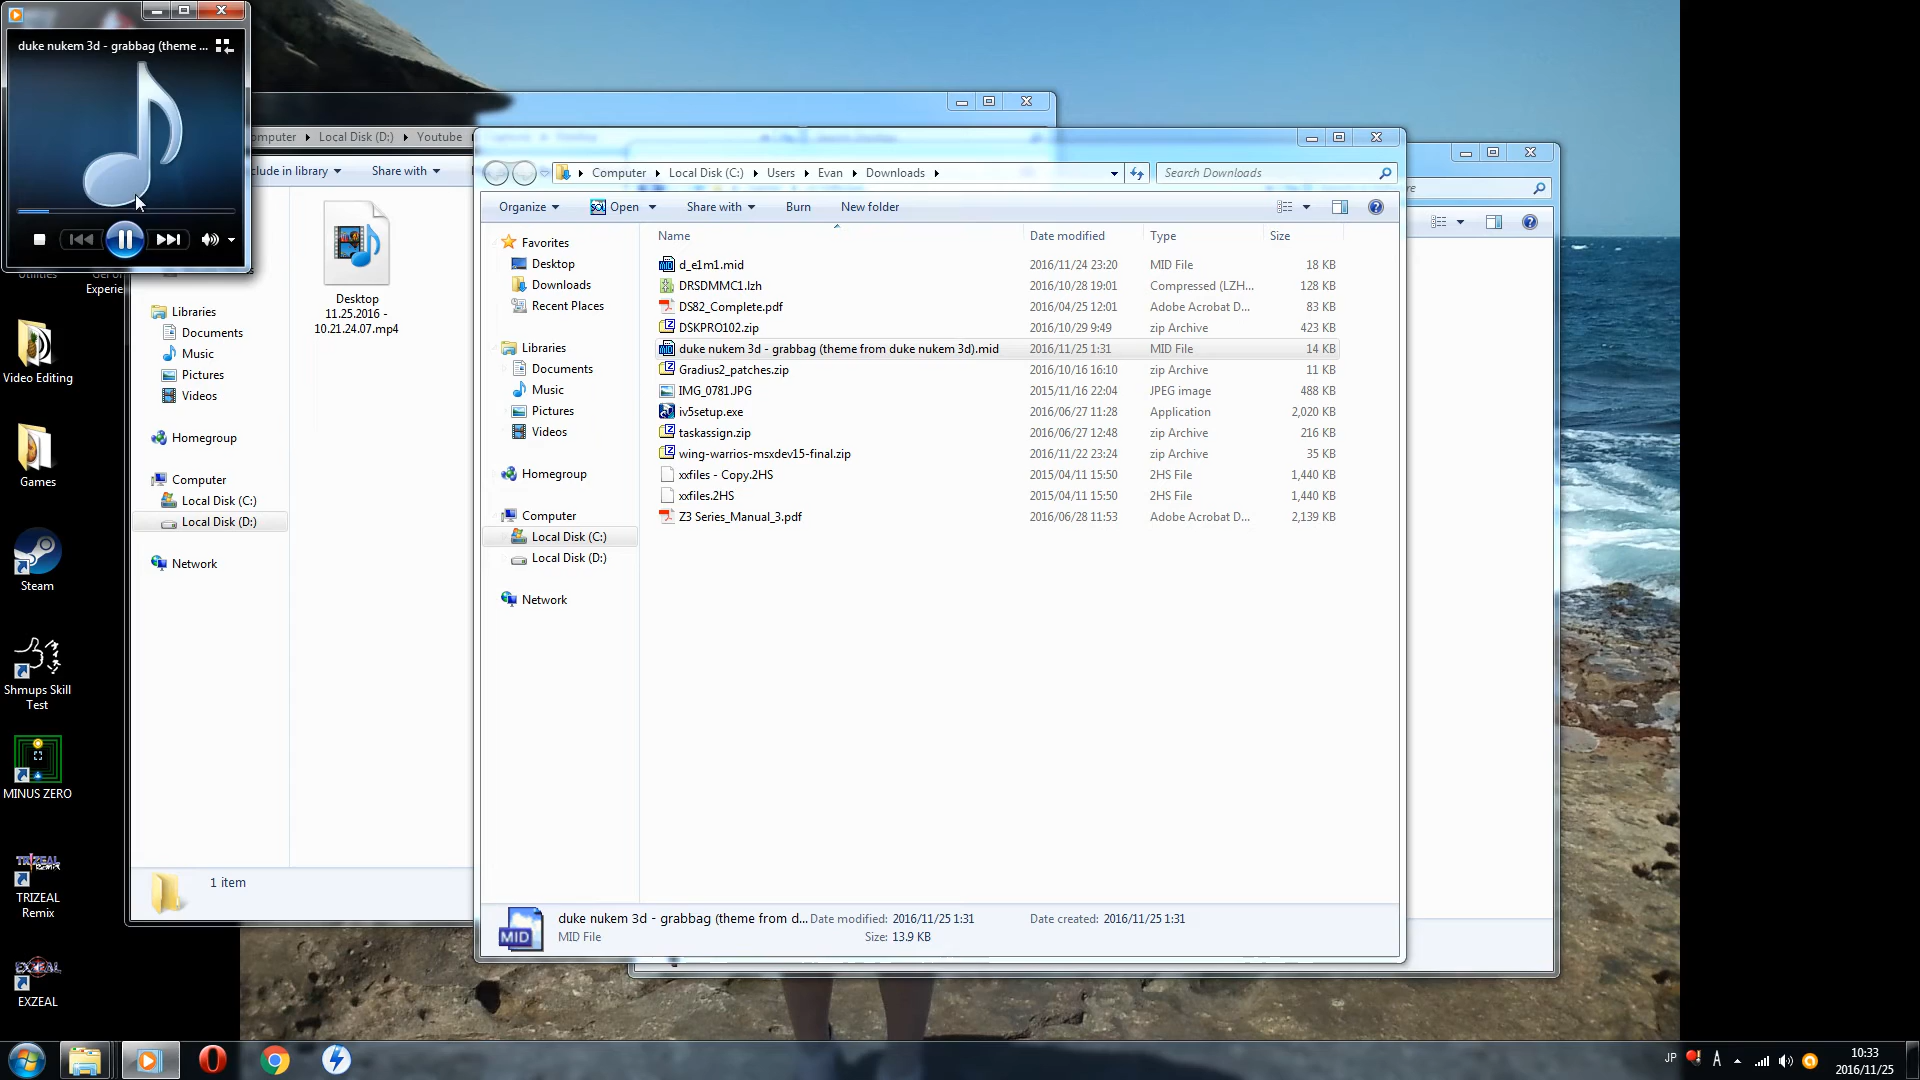 duke nukem 3d - grabbag (theme ...
Utilities
Experie
Video Editing
Games
Steam
Shmups Skill
Test
MINUS ZERO
TRIZEAL
Remix
EXZEAL
omputer
Local Disk (D:)
Youtube
clude in library
Share with
Desktop
11.25.2016 -
10.21.24.07.mp4
Libraries
Documents
Music
Pictures
Videos
Homegroup
Computer
Local Disk (C:)
Local Disk (D:)
Network
1 item
Computer
Local Disk (C:)
Users
Evan
Downloads
Search Downloads
Organize
Open
Share with
Burn
New folder
Favorites
Desktop
Downloads
Recent Places
Libraries
Documents
Music
Pictures
Videos
Homegroup
Computer
Local Disk (C:)
Local Disk (D:)
Network
Name Date modified Type Size
d_e1m1.mid 2016/11/24 23:20 MID File 18 KB
DRSDMMC1.lzh 2016/10/28 19:01 Compressed (LZH... 128 KB
DS82_Complete.pdf 2016/04/25 12:01 Adobe Acrobat D... 83 KB
DSKPRO102.zip 2016/10/29 9:49 zip Archive 423 KB
duke nukem 3d - grabbag (theme from duke nukem 3d).mid 2016/11/25 1:31 MID File 14 KB
Gradius2_patches.zip 2016/10/16 16:10 zip Archive 11 KB
IMG_0781.JPG 2015/11/16 22:04 JPEG image 488 KB
iv5setup.exe 2016/06/27 11:28 Application 2,020 KB
taskassign.zip 2016/06/27 12:48 zip Archive 216 KB
wing-warrios-msxdev15-final.zip 2016/11/22 23:24 zip Archive 35 KB
xxfiles - Copy.2HS 2015/04/11 15:50 2HS File 1,440 KB
xxfiles.2HS 2015/04/11 15:50 2HS File 1,440 KB
Z3 Series_Manual_3.pdf 2016/06/28 11:53 Adobe Acrobat D... 2,139 KB
MID
duke nukem 3d - grabbag (theme from d... Date modified: 2016/11/25 1:31 Date created: 2016/11/25 1:31
MID File Size: 13.9 KB
JP
A
10:33
2016/11/25